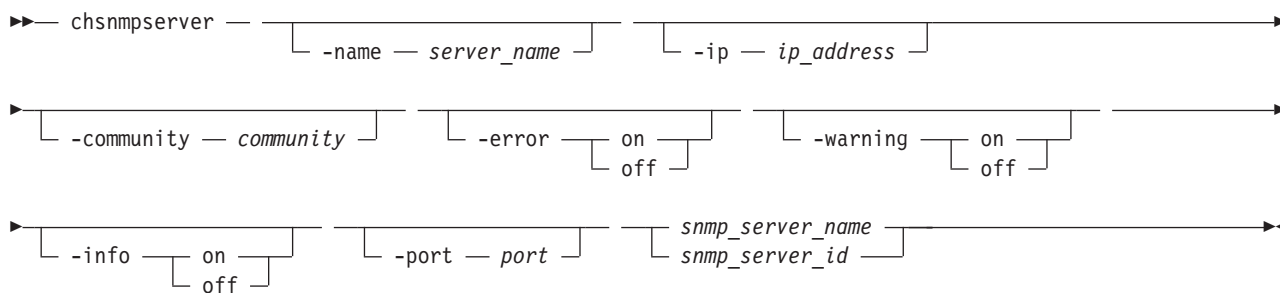 chsnmpserver
-name server_name -ip ip_address
-community community -error on -warning on
off off
snmp_server_name
-info on -port port snmp_server_id
off